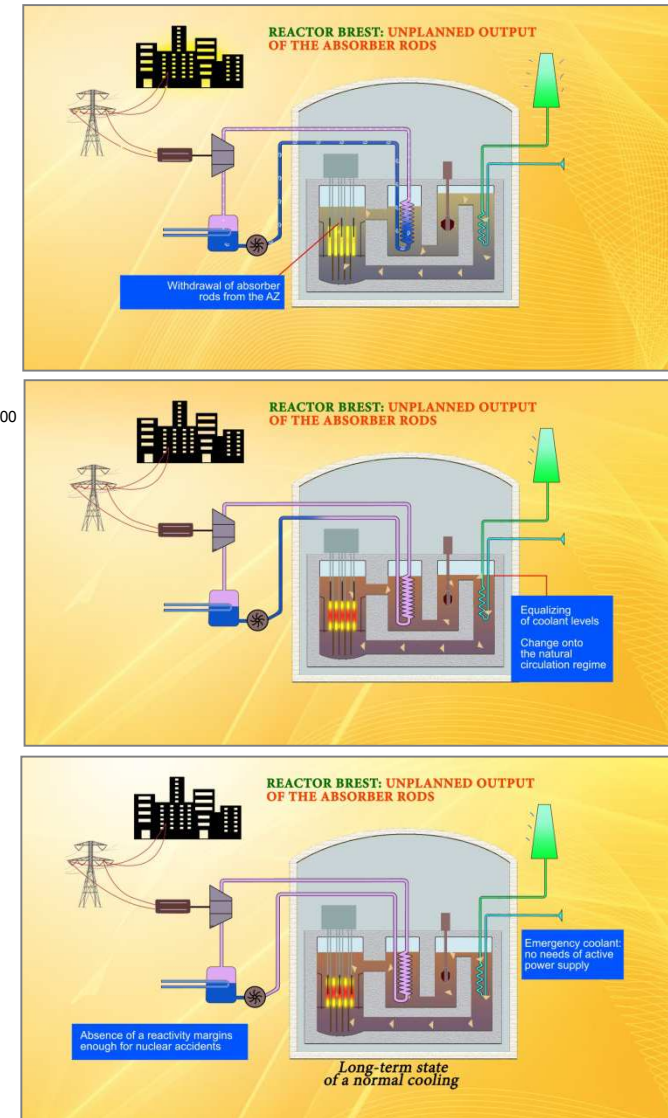 REACTOR BREST: UNPLANNED OUTPUT
OF THE ABSORBER RODS
Withdrawal of absorber
rods from the AZ
00
REACTOR BREST: UNPLANNED OUTPUT
OF THE ABSORBER RODS
Equalizing
of coolant levels
Change onto
the natural
circulation regime
REACTOR BREST: UNPLANNED OUTPUT
OF THE ABSORBER RODS
Emergency coolant:
no needs of active
power supply
Absence of a reactivity margins
enough for nuclear accidents
Long-term state
of a normal cooling